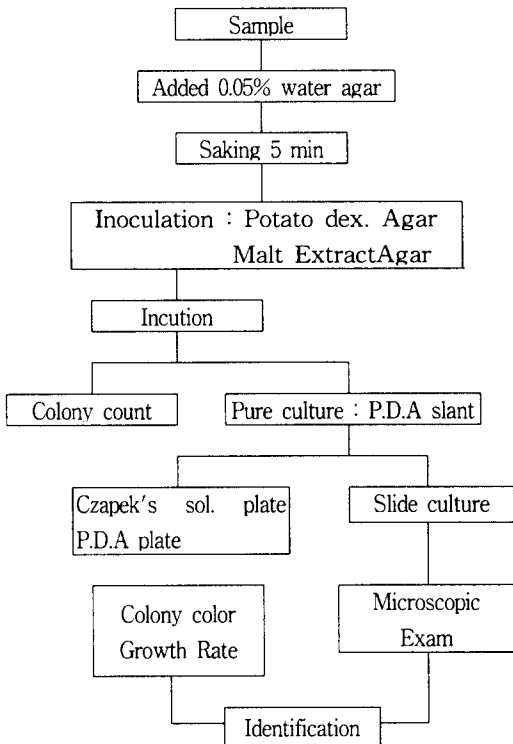 Sample
Added 0.05% water agar
Saking 5 min
Inoculation : Potato dex. Agar
Malt ExtractAgar
Incution
Colony count
Pure culture : P.D.A slant
Czapek's sol. plate
P.D.A plate
Slide culture
Colony color
Growth Rate
Microscopic
Exam
Identification